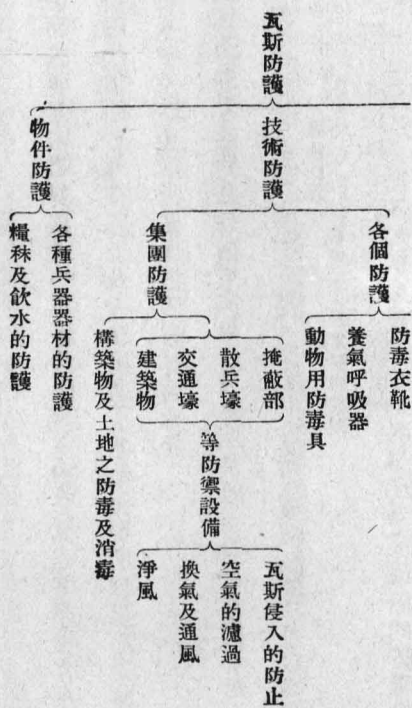 瓦斯防護
技術防護
各個防護
防毒衣靴
養氣呼吸器
動物用防毒具
集團防護
掩蔽部
散兵壕
交通壕
建築物
等防禦設備
瓦斯侵入的防止
空氣的濾過
換氣及通風
淨風
構築物及土地之防毒及消毒
物件防護
各種兵器器材的防護
糧秣及飲水的防護